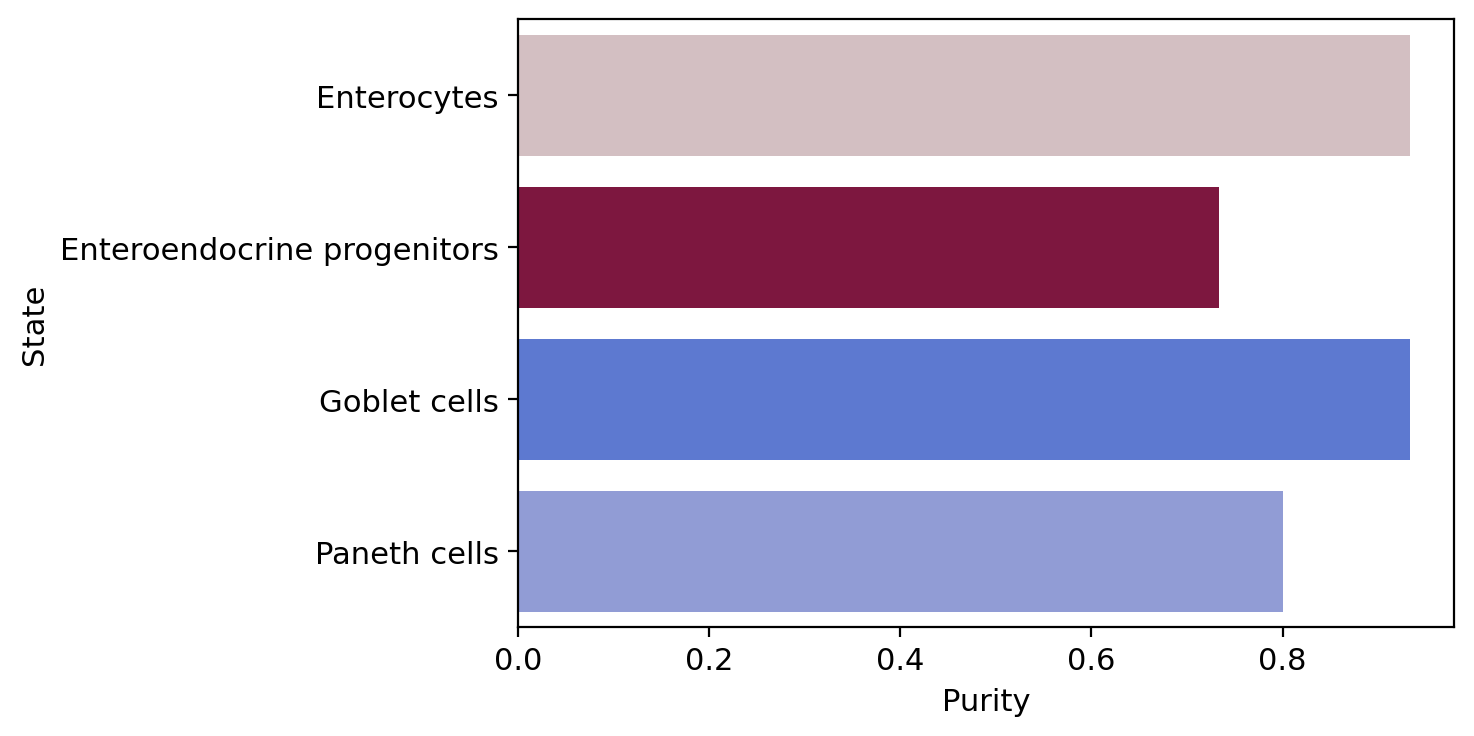 Enterocytes
Enteroendocrine progenitors
Goblet cells
Paneth cells
State
0.0 0.2 0.4 0.6 0.8
Purity